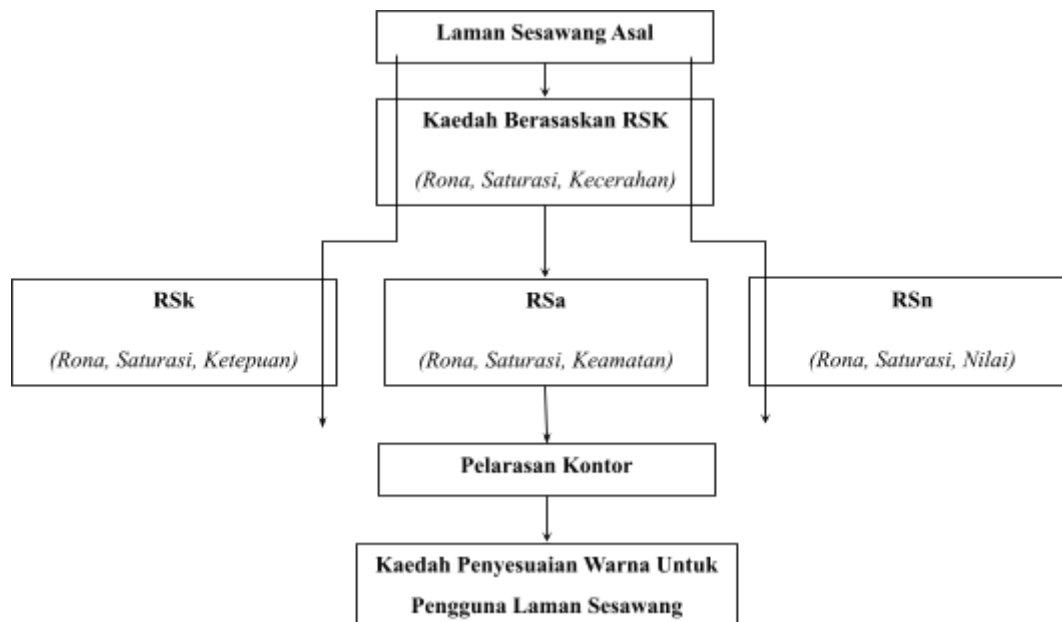 Laman Sesawang Asal
Kaedah Berasaskan RSK
(Rona, Saturasi, Kecerahan)
RSk
(Rona, Saturasi, Ketepuan)
RSa
(Rona, Saturasi, Keamatan)
RSn
(Rona, Saturasi, Nilai)
Pelarasan Kontor
Kaedah Penyesuaian Warna Untuk
Pengguna Laman Sesawang